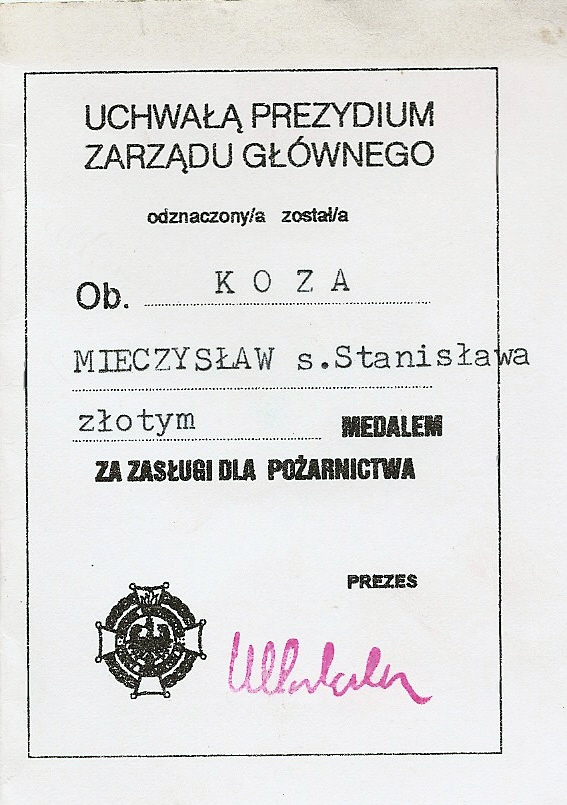 UCHWAŁĄ PREZYDIUM
ZARZĄDU GŁÓWNEGO
odznaczony/a został/a
Ob. KOZA
MIECZYSŁAW s.Stanisława
złotym MEDALEM
ZA ZASŁUGI DLA POŻARNICTWA
PREZES